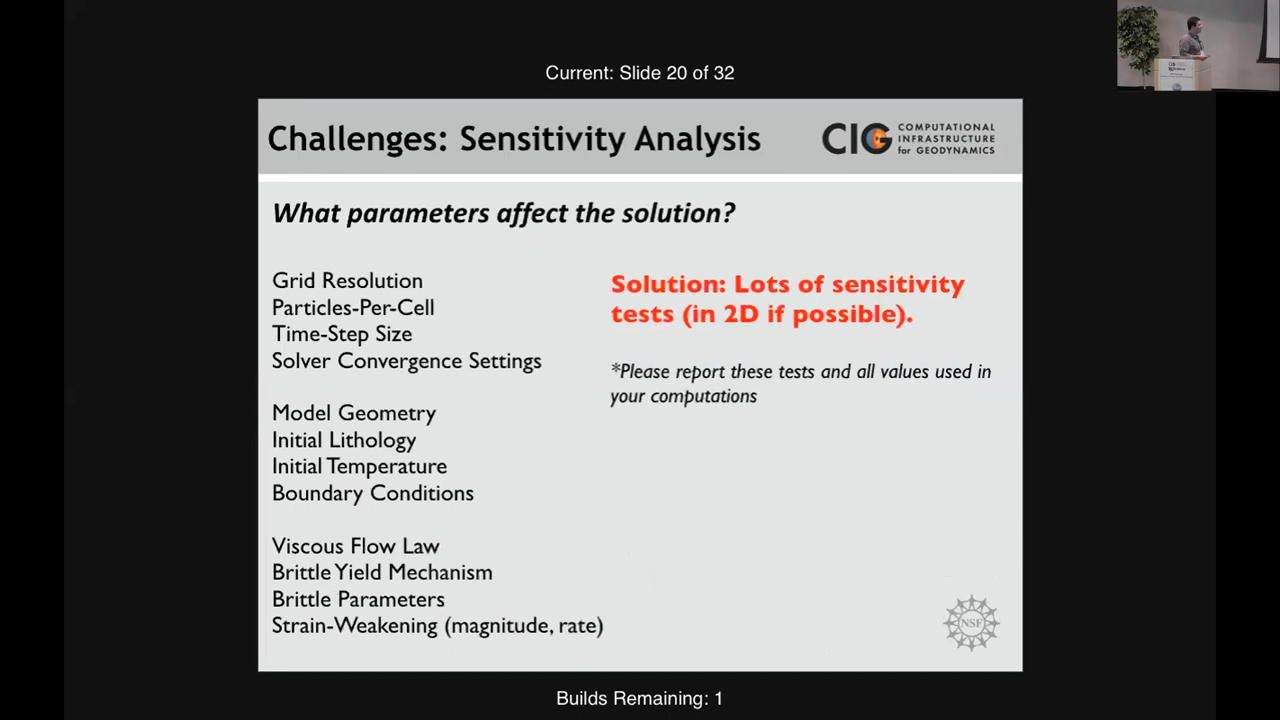 Current: Slide 20 of 32
Challenges: Sensitivity Analysis
CIG
COMPUTATIONAL
INFRASTRUCTURE
for GEODYNAMICS
What parameters affect the solution?
Grid Resolution
Particles-Per-Cell
Time-Step Size
Solver Convergence Settings
Model Geometry
Initial Lithology
Initial Temperature
Boundary Conditions
Viscous Flow Law
Brittle Yield Mechanism
Brittle Parameters
Strain-Weakening (magnitude, rate)
Solution: Lots of sensitivity
tests (in 2D if possible).
*Please report these tests and all values used in
your computations
NSF
Builds Remaining: 1